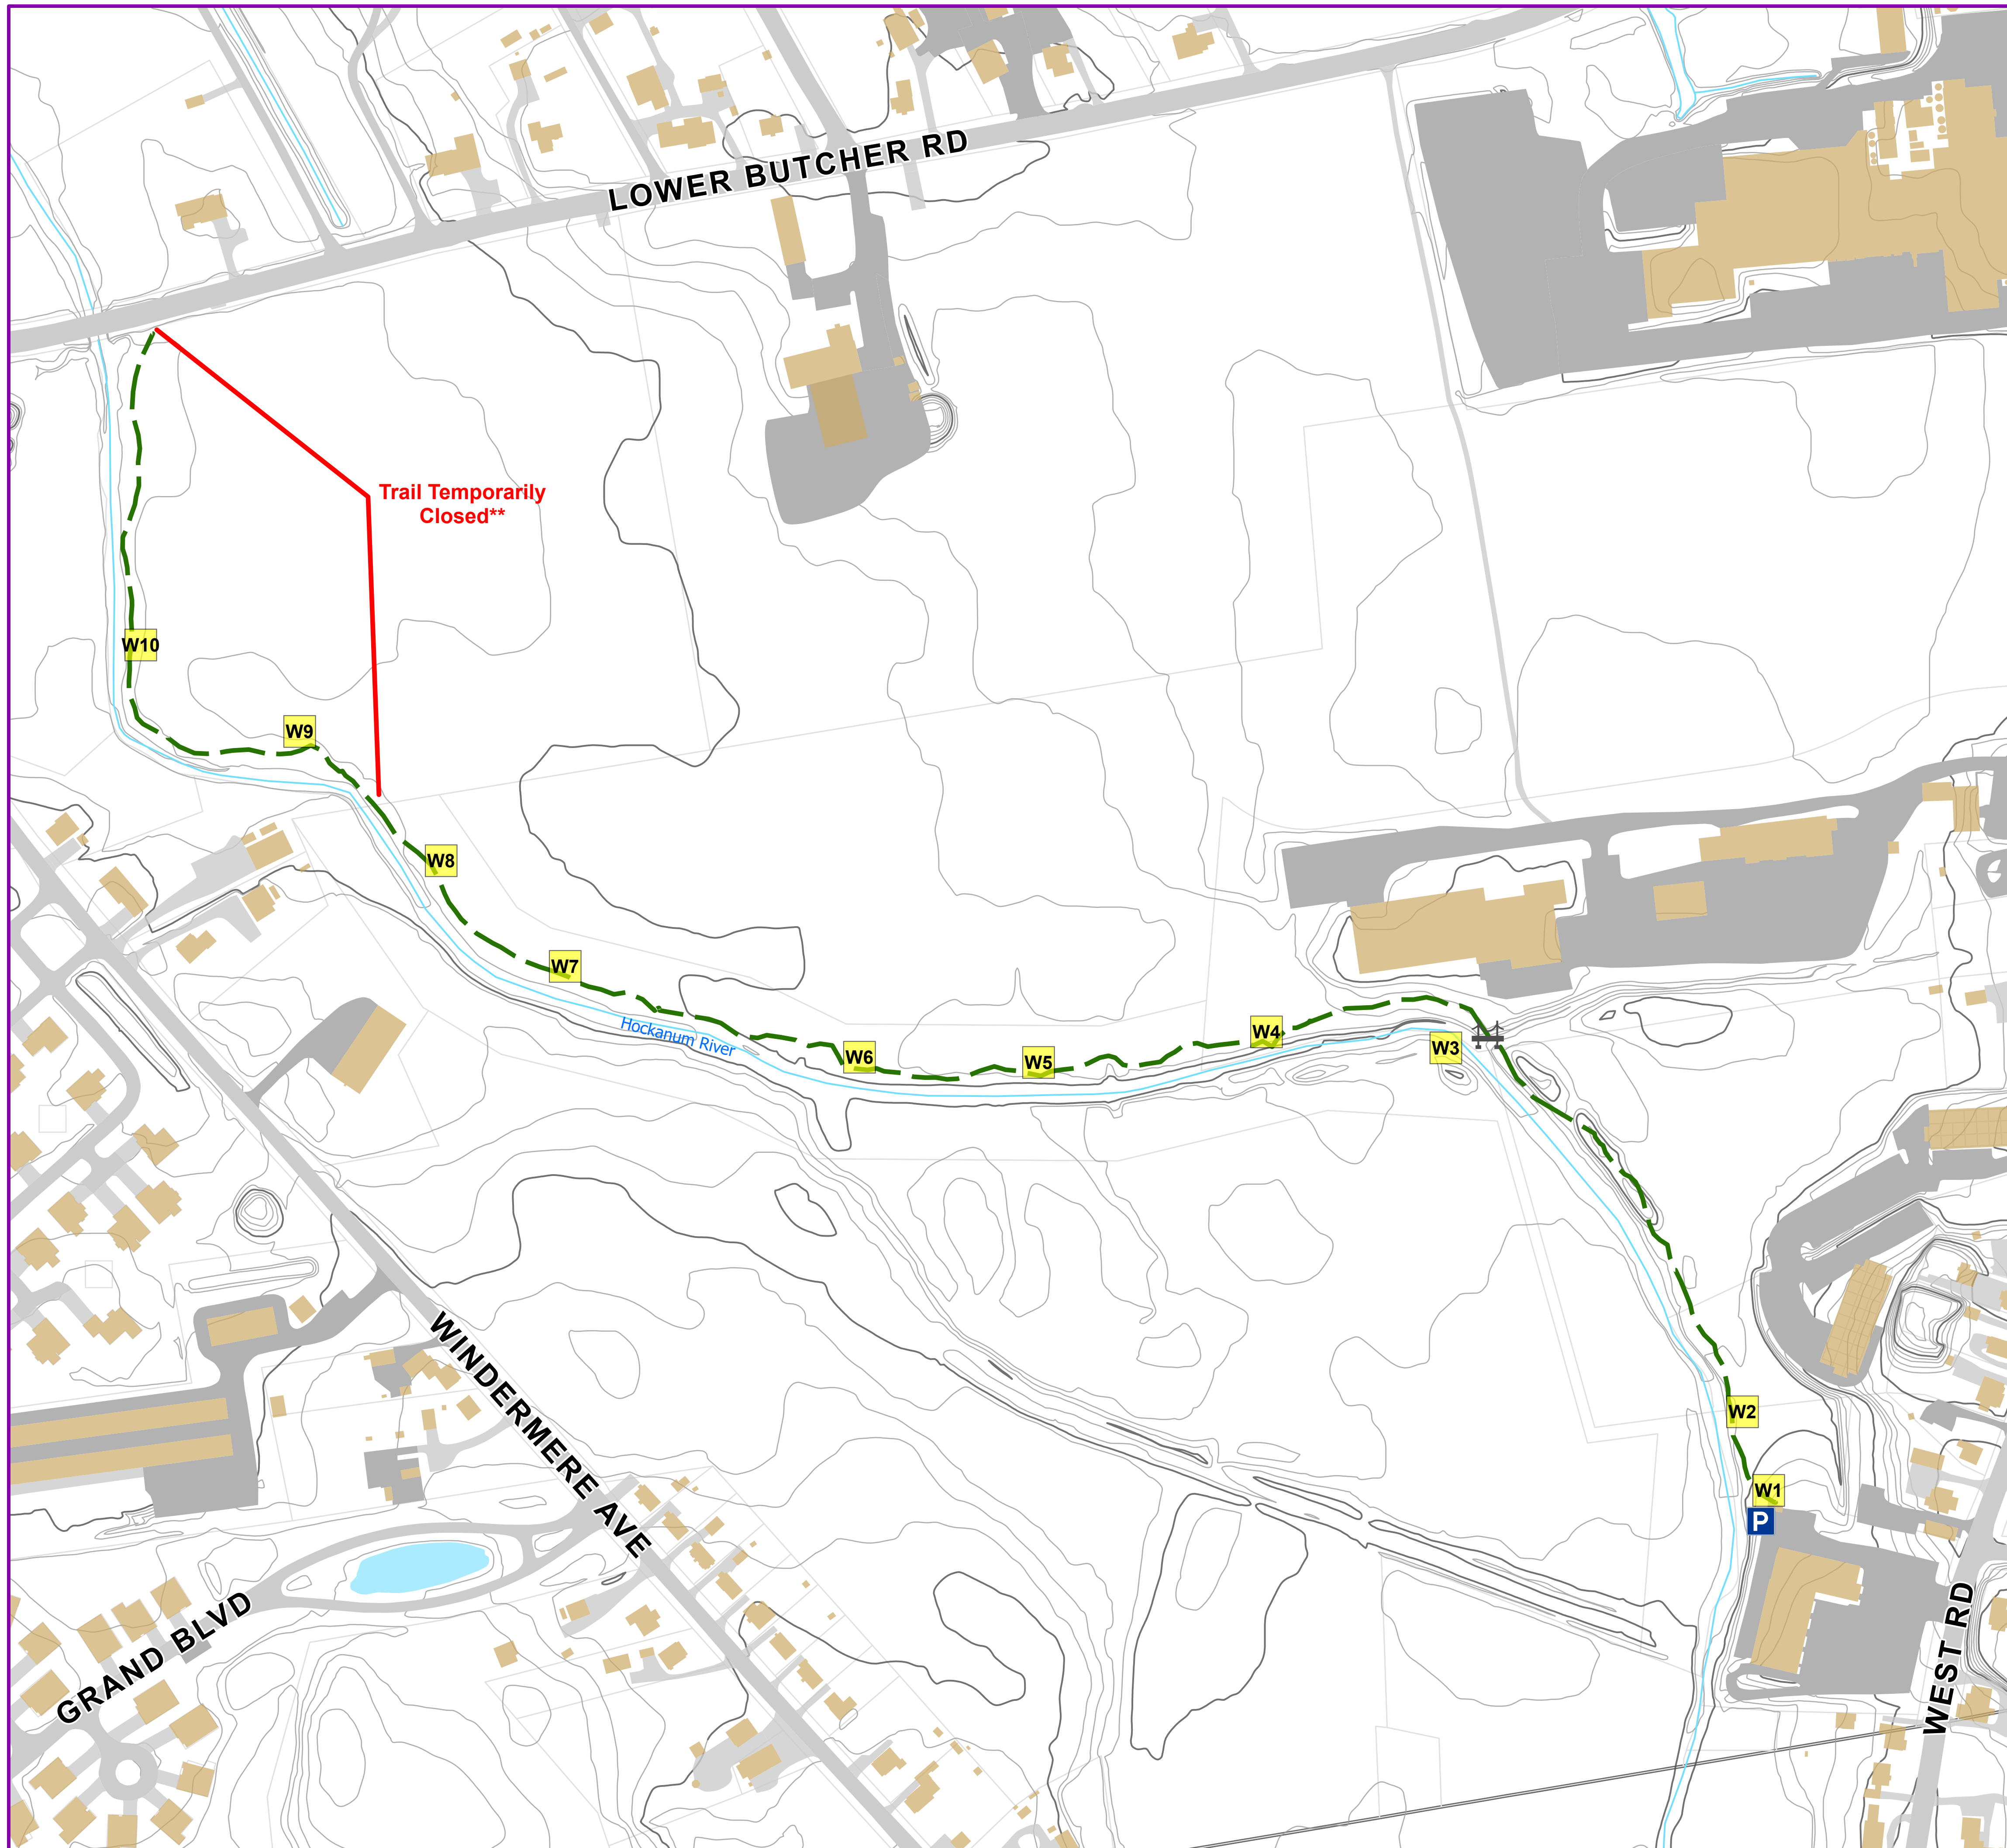 LOWER BUTCHER RD
Trail Temporarily
Closed**
W10
W9
W8
W7
Hockanum River
W6
W5
W4
W3
W2
W1
P
WINDERMERE AVE
GRAND BLVD
WEST RD